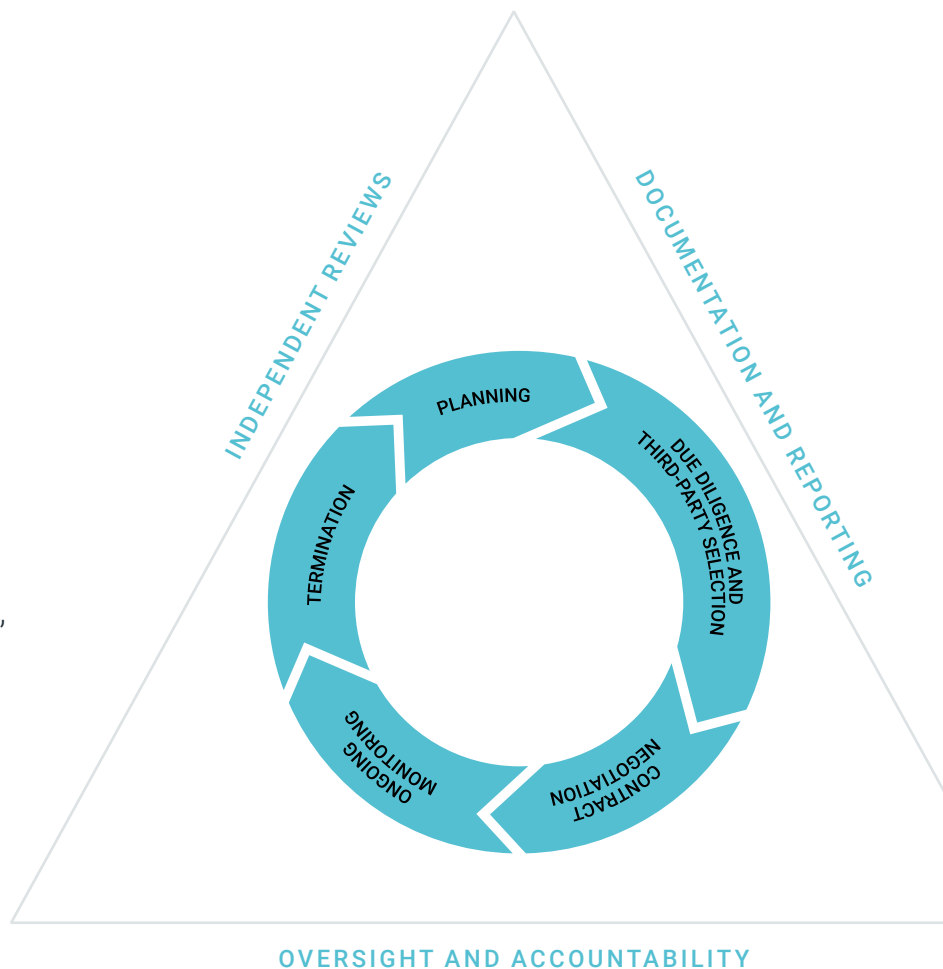 INDEPENDENT REVIEWS
DOCUMENTATION AND REPORTING
PLANNING
DUE DILIGENCE AND
THIRD-PARTY SELECTION
CONTRACT
NEGOTIATION
ONGOING
MONITORING
TERMINATION
,
OVERSIGHT AND ACCOUNTABILITY